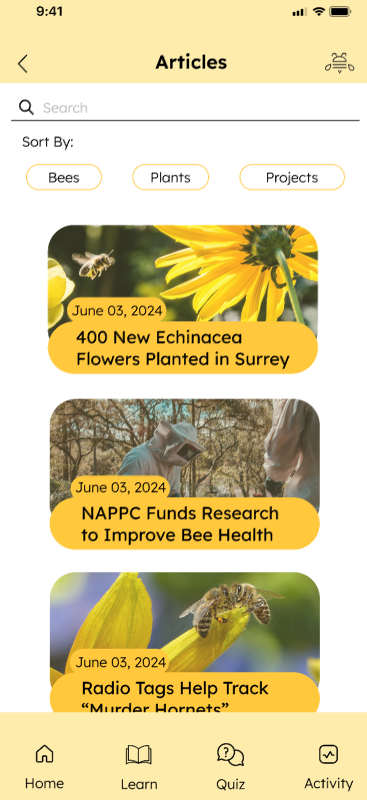 9:41
Articles
Search
Sort By:
Bees
Plants
Projects
June 03, 2024
400 New Echinacea
Flowers Planted in Surrey
June 03, 2024
NAPPC Funds Research
to Improve Bee Health
June 03, 2024
Radio Tags Help Track
“Murder Hornets”
Home
Learn
Quiz
Activity